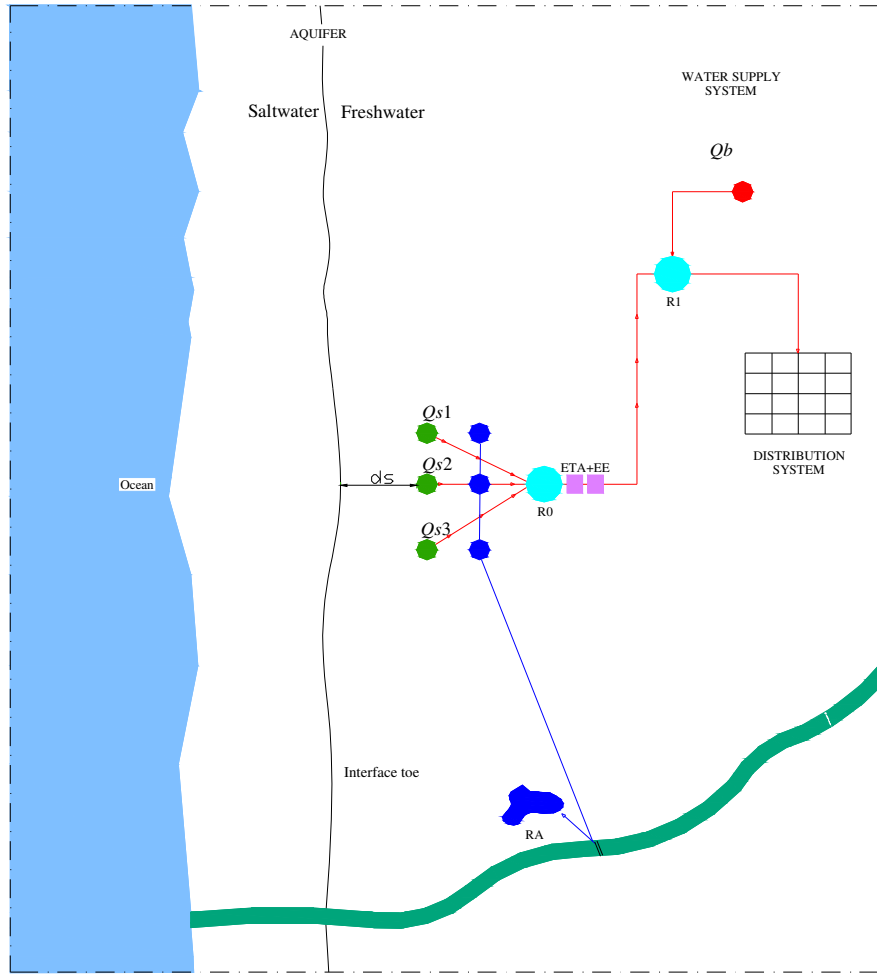 AQUIFER
WATER SUPPLY
SYSTEM
Saltwater
Freshwater
Qb
R1
Qs1
Qs2
ETA+EE
DISTRIBUTION
SYSTEM
ds
Ocean
R0
Qs3
Interface toe
RA